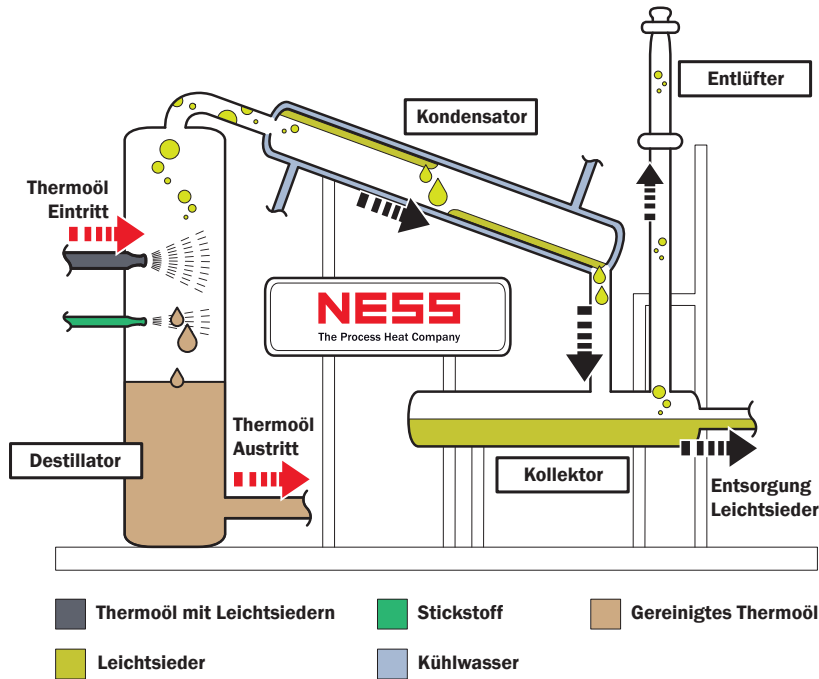 Entlüfter
Kondensator
Thermoöl
Eintritt
NESS
The Process Heat Company
Thermoöl
Austritt
Destillator
Kollektor
Entsorgung
Leichtsieder
Thermoöl mit Leichtsiedern
Stickstoff
Gereinigtes Thermoöl
Leichtsieder
Kühlwasser